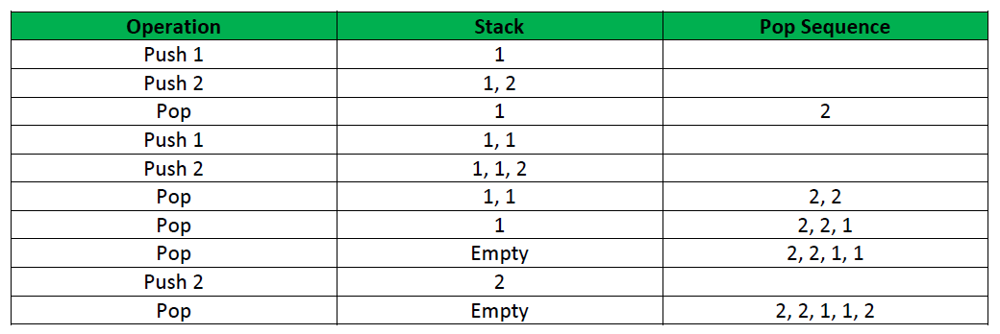 Operation Stack Pop Sequence
Push 1 1
Push 2 1, 2
Pop 1 2
Push 1 1, 1
Push 2 1, 1, 2
Pop 1, 1 2, 2
Pop 1 2, 2, 1
Pop Empty 2, 2, 1, 1
Push 2 2
Pop Empty 2, 2, 1, 1, 2